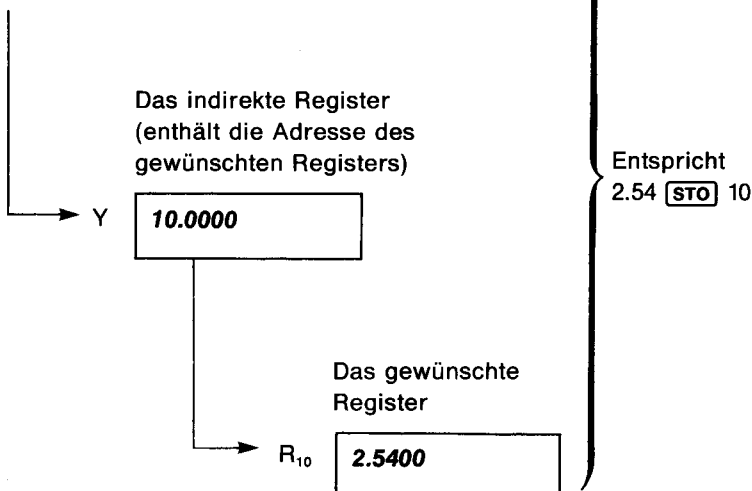 Das indirekte Register
(enthält die Adresse des
gewünschten Registers)
Y 10.0000
Entspricht
2.54 STO 10
Das gewünschte
Register
R₁₀ 2.5400